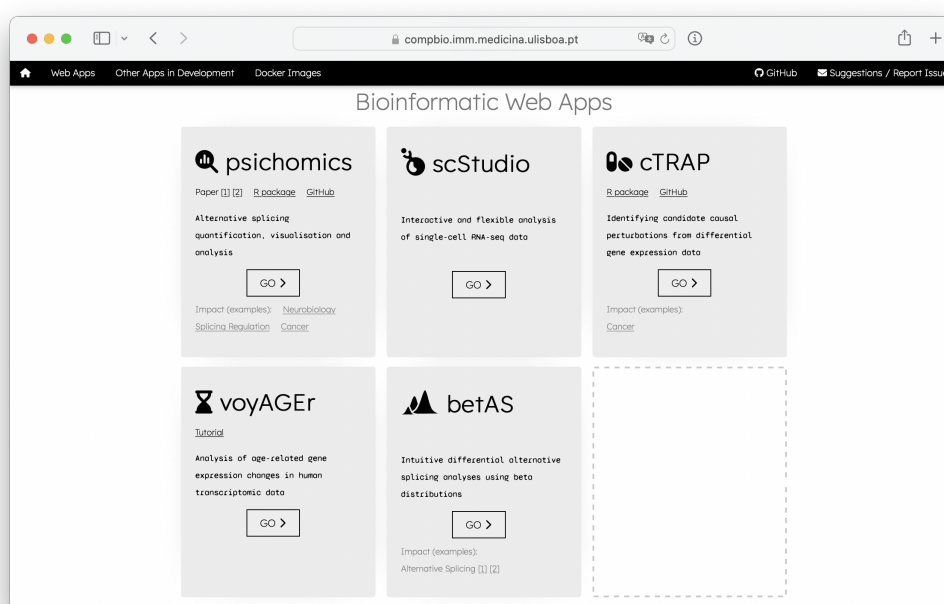 compbio.imm.medicina.ulisboa.pt
Web Apps Other Apps in Development Docker Images GitHub Suggestions / Report Issue
Bioinformatic Web Apps
psichomics
Paper [1] [2] R package GitHub
Alternative splicing
quantification, visualisation and
analysis
GO
Impact (examples): Neurobiology
Splicing Regulation Cancer
scStudio
Interactive and flexible analysis
of single-cell RNA-seq data
GO
cTRAP
R package GitHub
Identifying candidate causal
perturbations from differential
gene expression data
GO
Impact (examples):
Cancer
voyAGEr
Tutorial
Analysis of age-related gene
expression changes in human
transcriptomic data
GO
betAS
Intuitive differential alternative
splicing analyses using beta
distributions
GO
Impact (examples):
Alternative Splicing [1] [2]